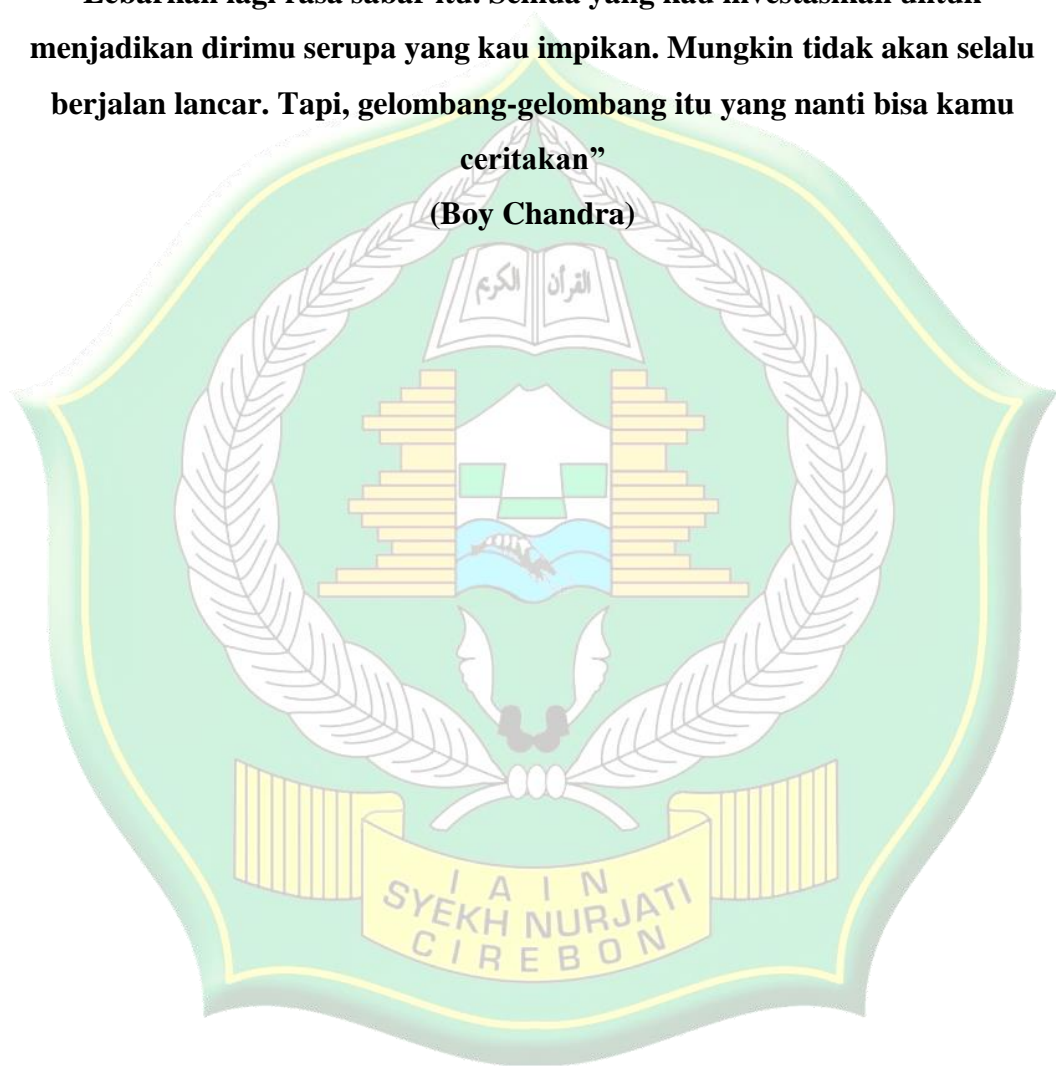 Lebarkan lagi rasa sabar itu. Semua yang kau investasikan untuk
menjadikan dirimu serupa yang kau impikan. Mungkin tidak akan selalu
berjalan lancar. Tapi, gelombang-gelombang itu yang nanti bisa kamu
ceritakan”
(Boy Chandra)
القرآن الكريم
I A I N
SYEKH NURJATI
CIREBON